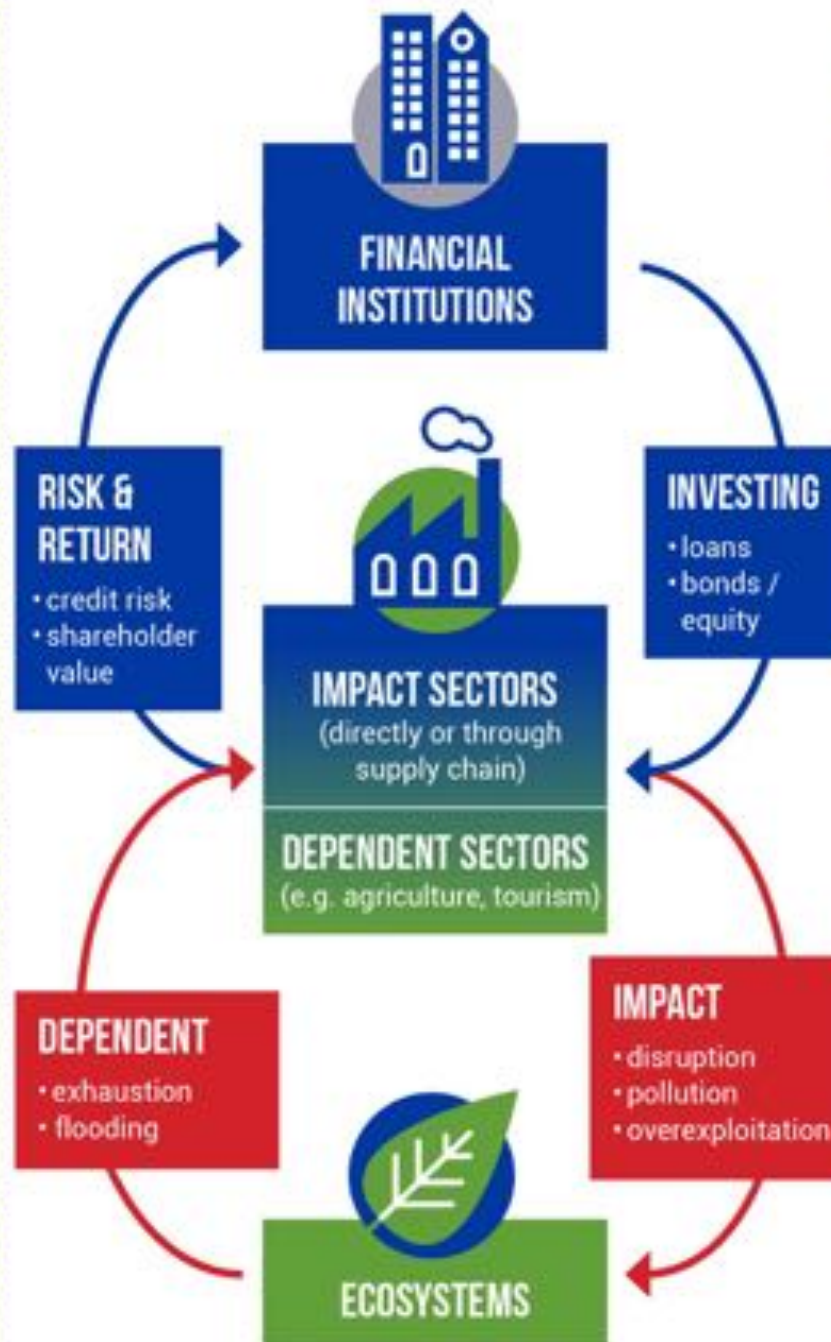 FINANCIAL
INSTITUTIONS
RISK &
RETURN
• credit risk
• shareholder
value
INVESTING
• loans
• bonds /
equity
IMPACT SECTORS
(directly or through
supply chain)
DEPENDENT SECTORS
(e.g. agriculture, tourism)
DEPENDENT
• exhaustion
• flooding
IMPACT
• disruption
• pollution
• overexploitation
ECOSYSTEMS